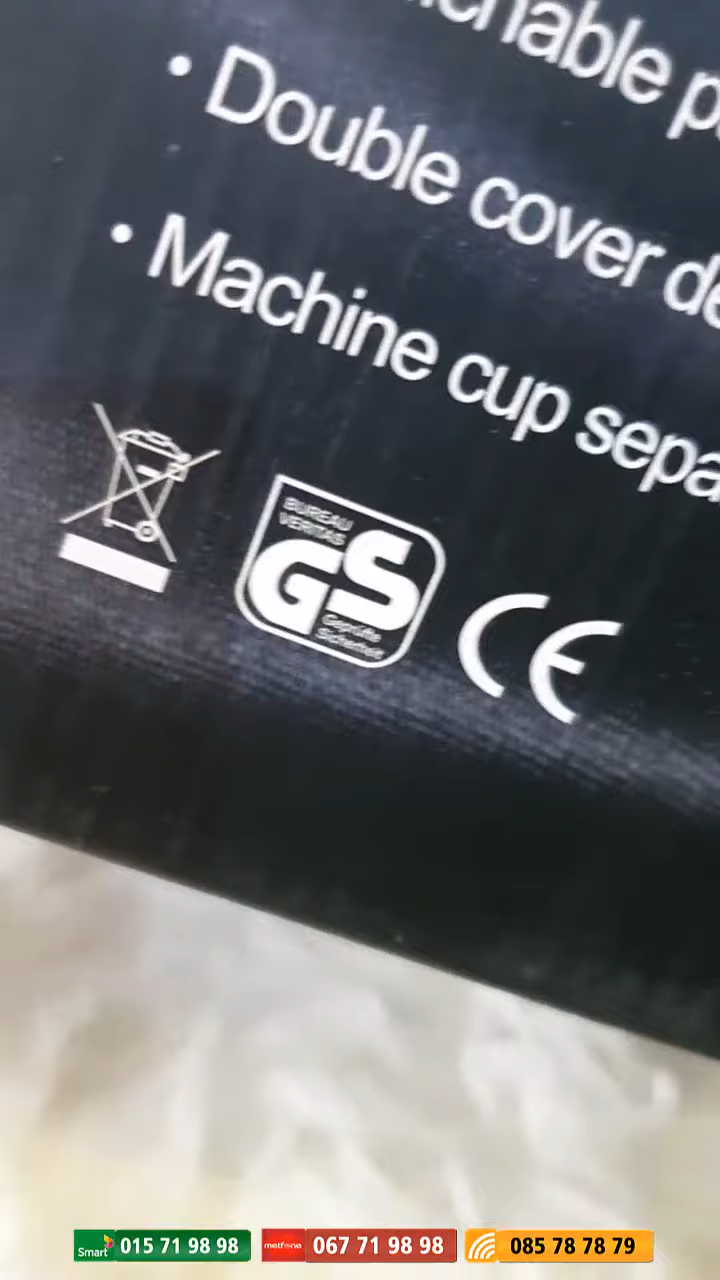 • Double cover
• Machine cup
BUREAU
VERITAS
GS
Geprüfte
Sicherheit
CE
Smart 015 71 98 98
metfone 067 71 98 98
085 78 78 79